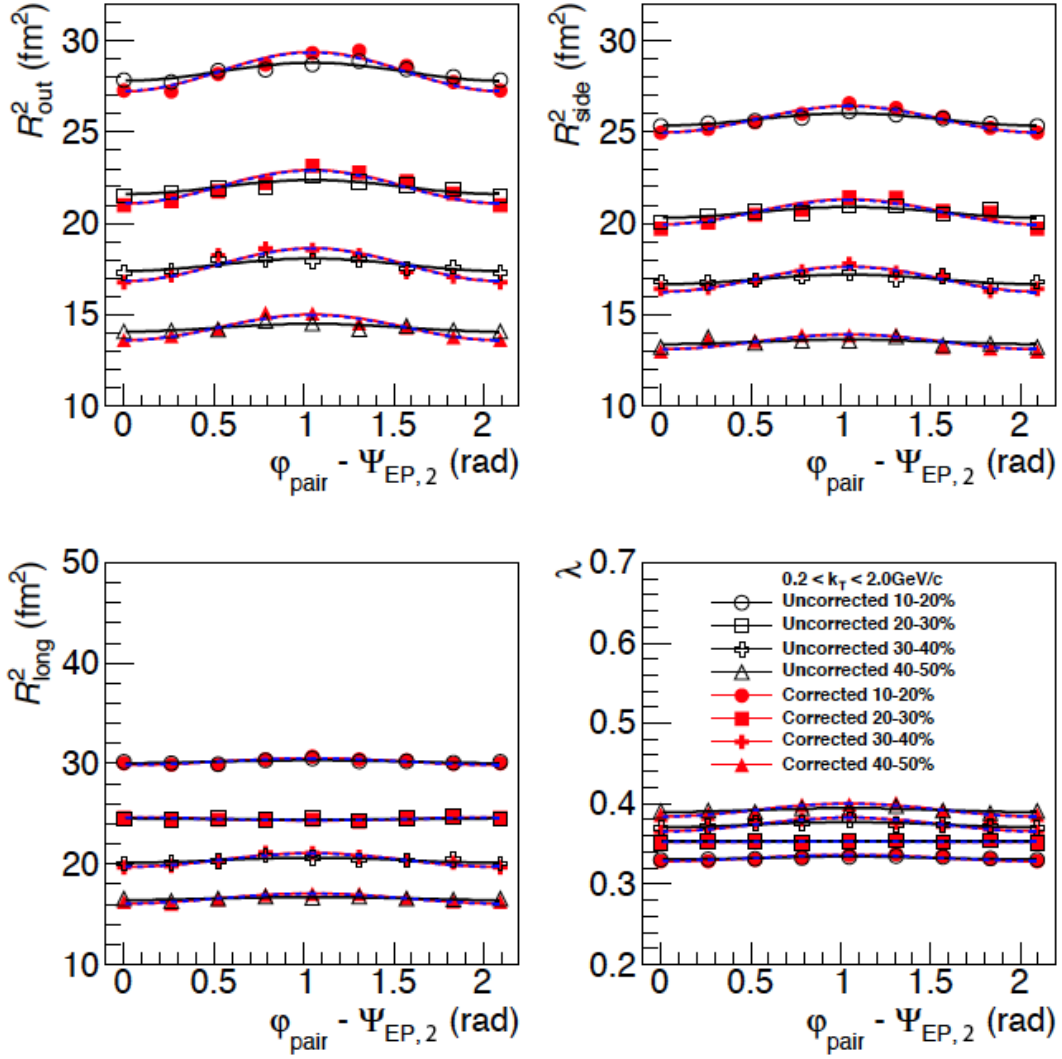 R²out (fm²)
30
25
20
15
10
0 0.5 1 1.5 2
φpair - ΨEP, 2 (rad)
R²side (fm²)
30
25
20
15
10
0 0.5 1 1.5 2
φpair - ΨEP, 2 (rad)
R²long (fm²)
50
40
30
20
10
0 0.5 1 1.5 2
φpair - ΨEP, 2 (rad)
λ
0.7
0.6
0.5
0.4
0.3
0.2
0.2 < kT < 2.0GeV/c
Uncorrected 10-20%
Uncorrected 20-30%
Uncorrected 30-40%
Uncorrected 40-50%
Corrected 10-20%
Corrected 20-30%
Corrected 30-40%
Corrected 40-50%
0 0.5 1 1.5 2
φpair - ΨEP, 2 (rad)